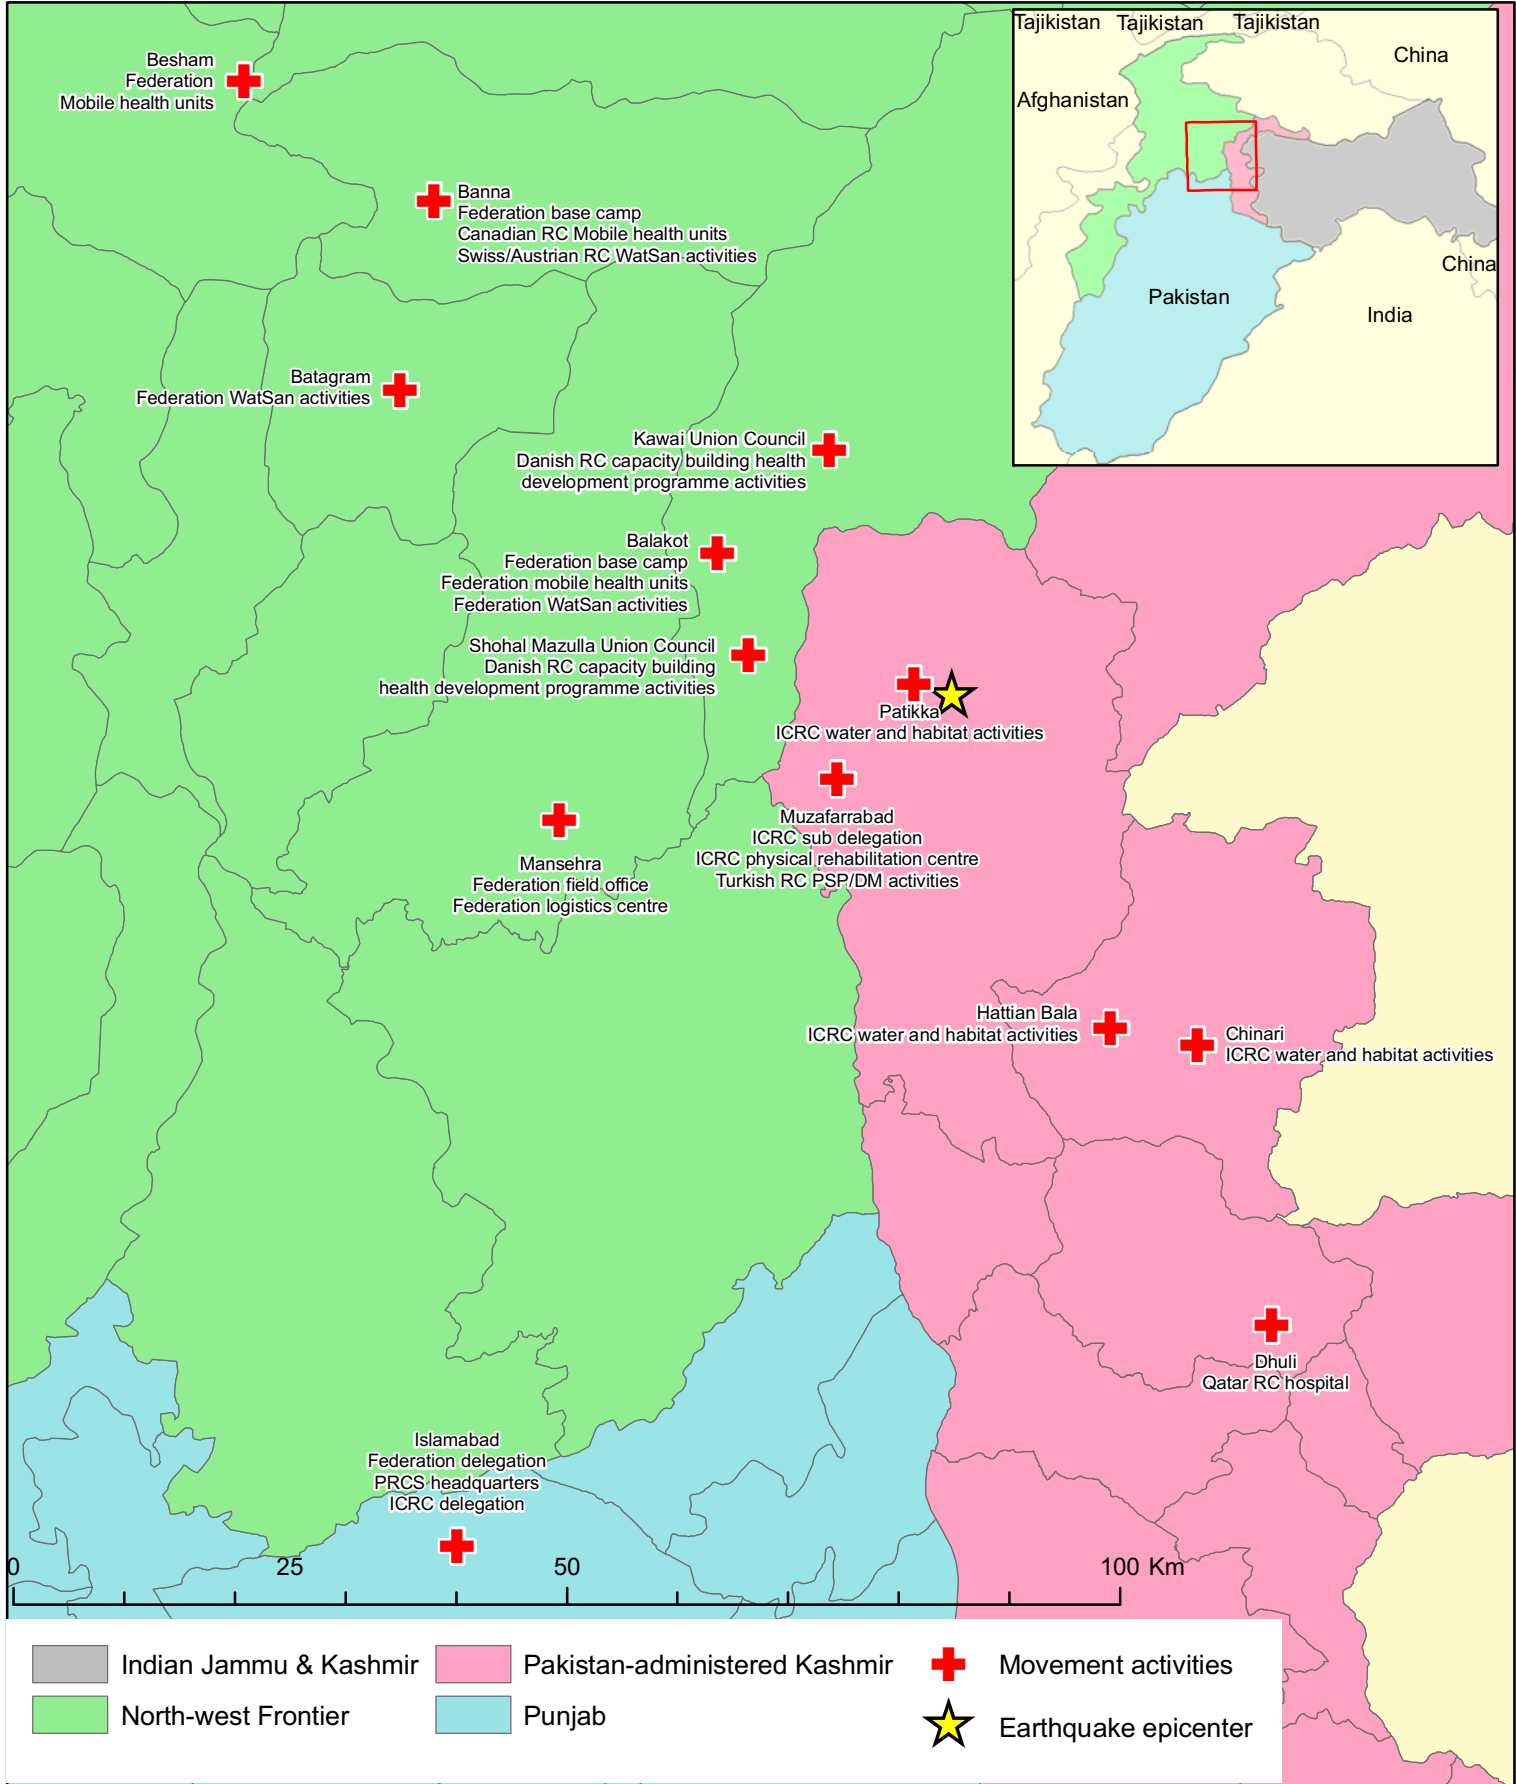 Besham
Federation
Mobile health units
Banna
Federation base camp
Canadian RC Mobile health units
Swiss/Austrian RC WatSan activities
Tajikistan
Tajikistan
Tajikistan
China
Afghanistan
China
Pakistan
India
Batagram
Federation WatSan activities
Kawai Union Council
Danish RC capacity building health
development programme activities
Balakot
Federation base camp
Federation mobile health units
Federation WatSan activities
Shohal Mazulla Union Council
Danish RC capacity building
health development programme activities
Patikka
ICRC water and habitat activities
Muzafarrabad
ICRC sub delegation
ICRC physical rehabilitation centre
Turkish RC PSP/DM activities
Mansehra
Federation field office
Federation logistics centre
Hattian Bala
ICRC water and habitat activities
Chinari
ICRC water and habitat activities
Dhuli
Qatar RC hospital
Islamabad
Federation delegation
PRCS headquarters
ICRC delegation
0 25 50 100 Km
Indian Jammu & Kashmir
North-west Frontier
Pakistan-administered Kashmir
Punjab
Movement activities
Earthquake epicenter